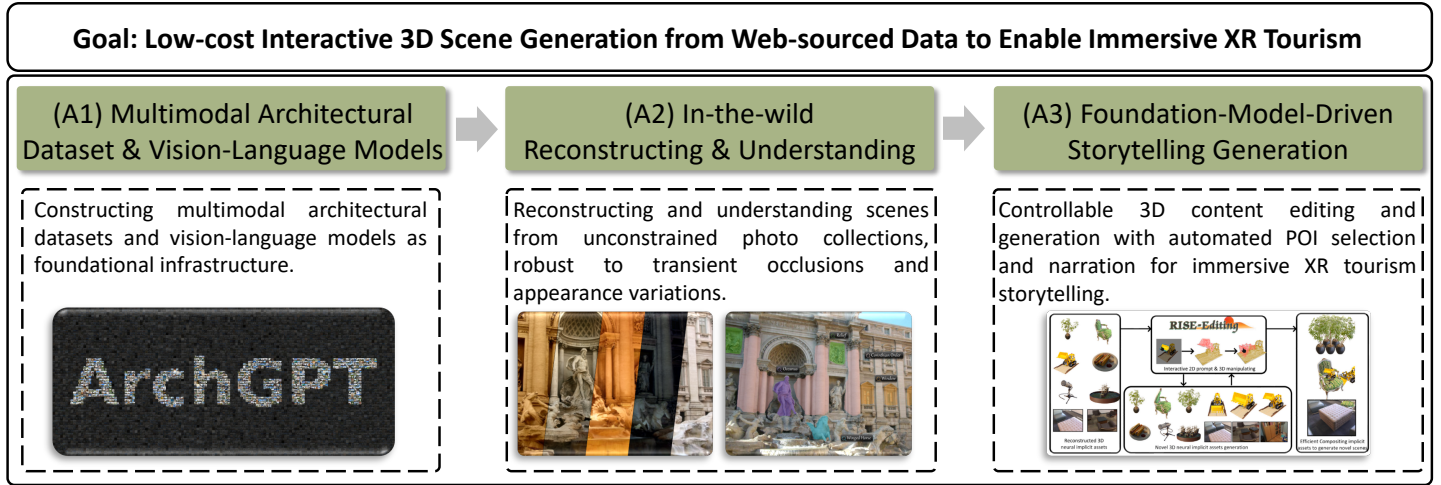 Goal: Low-cost Interactive 3D Scene Generation from Web-sourced Data to Enable Immersive XR Tourism
(A1) Multimodal Architectural
Dataset & Vision-Language Models
(A2) In-the-wild
Reconstructing & Understanding
(A3) Foundation-Model-Driven
Storytelling Generation
Constructing multimodal architectural
datasets and vision-language models as
foundational infrastructure.
ArchGPT
Reconstructing and understanding scenes
from unconstrained photo collections,
robust to transient occlusions and
appearance variations.
Controllable 3D content editing and
generation with automated POI selection
and narration for immersive XR tourism
storytelling.
RISE-Editing
Interactive 2D prompt & 3D manipulating
Reconstructed 3D
neural implicit assets
Novel 3D neural implicit assets generation
Efficient Compositing implicit
assets to generate novel scenes